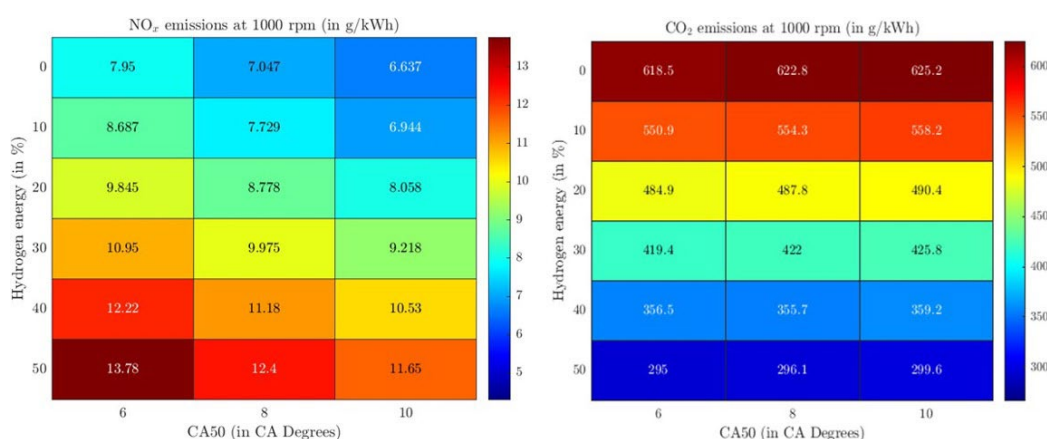 NOₓ emissions at 1000 rpm (in g/kWh)
Hydrogen energy (in %)
0 7.95 7.047 6.637
10 8.687 7.729 6.944
20 9.845 8.778 8.058
30 10.95 9.975 9.218
40 12.22 11.18 10.53
50 13.78 12.4 11.65
6 8 10
CA50 (in CA Degrees)
13
12
11
10
9
8
7
6
5
CO₂ emissions at 1000 rpm (in g/kWh)
Hydrogen energy (in %)
0 618.5 622.8 625.2
10 550.9 554.3 558.2
20 484.9 487.8 490.4
30 419.4 422 425.8
40 356.5 355.7 359.2
50 295 296.1 299.6
6 8 10
CA50 (in CA Degrees)
600
550
500
450
400
350
300